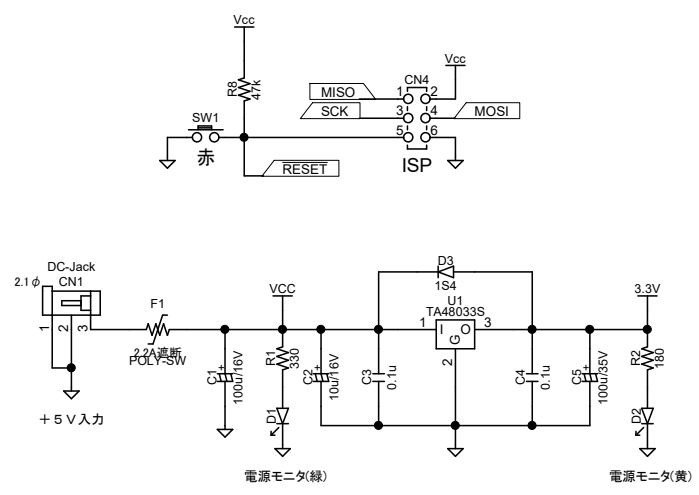 Vcc
R8
47k
Vcc
CN4
MISO
1
2
SCK
3
4
MOSI
SW1
5
6
赤
RESET
ISP
DC-Jack
CN1
2.1φ
1
2
3
F1
2.2A遮断
POLY-SW
+5V入力
VCC
C1
+
100u/16V
R1
330
D1
電源モニタ(緑)
C2
+
10u/16V
C3
0.1u
D3
1S4
U1
TA48033S
1
I
O
3
G
2
C4
0.1u
C5
+
100u/35V
3.3V
R2
180
D2
電源モニタ(黄)